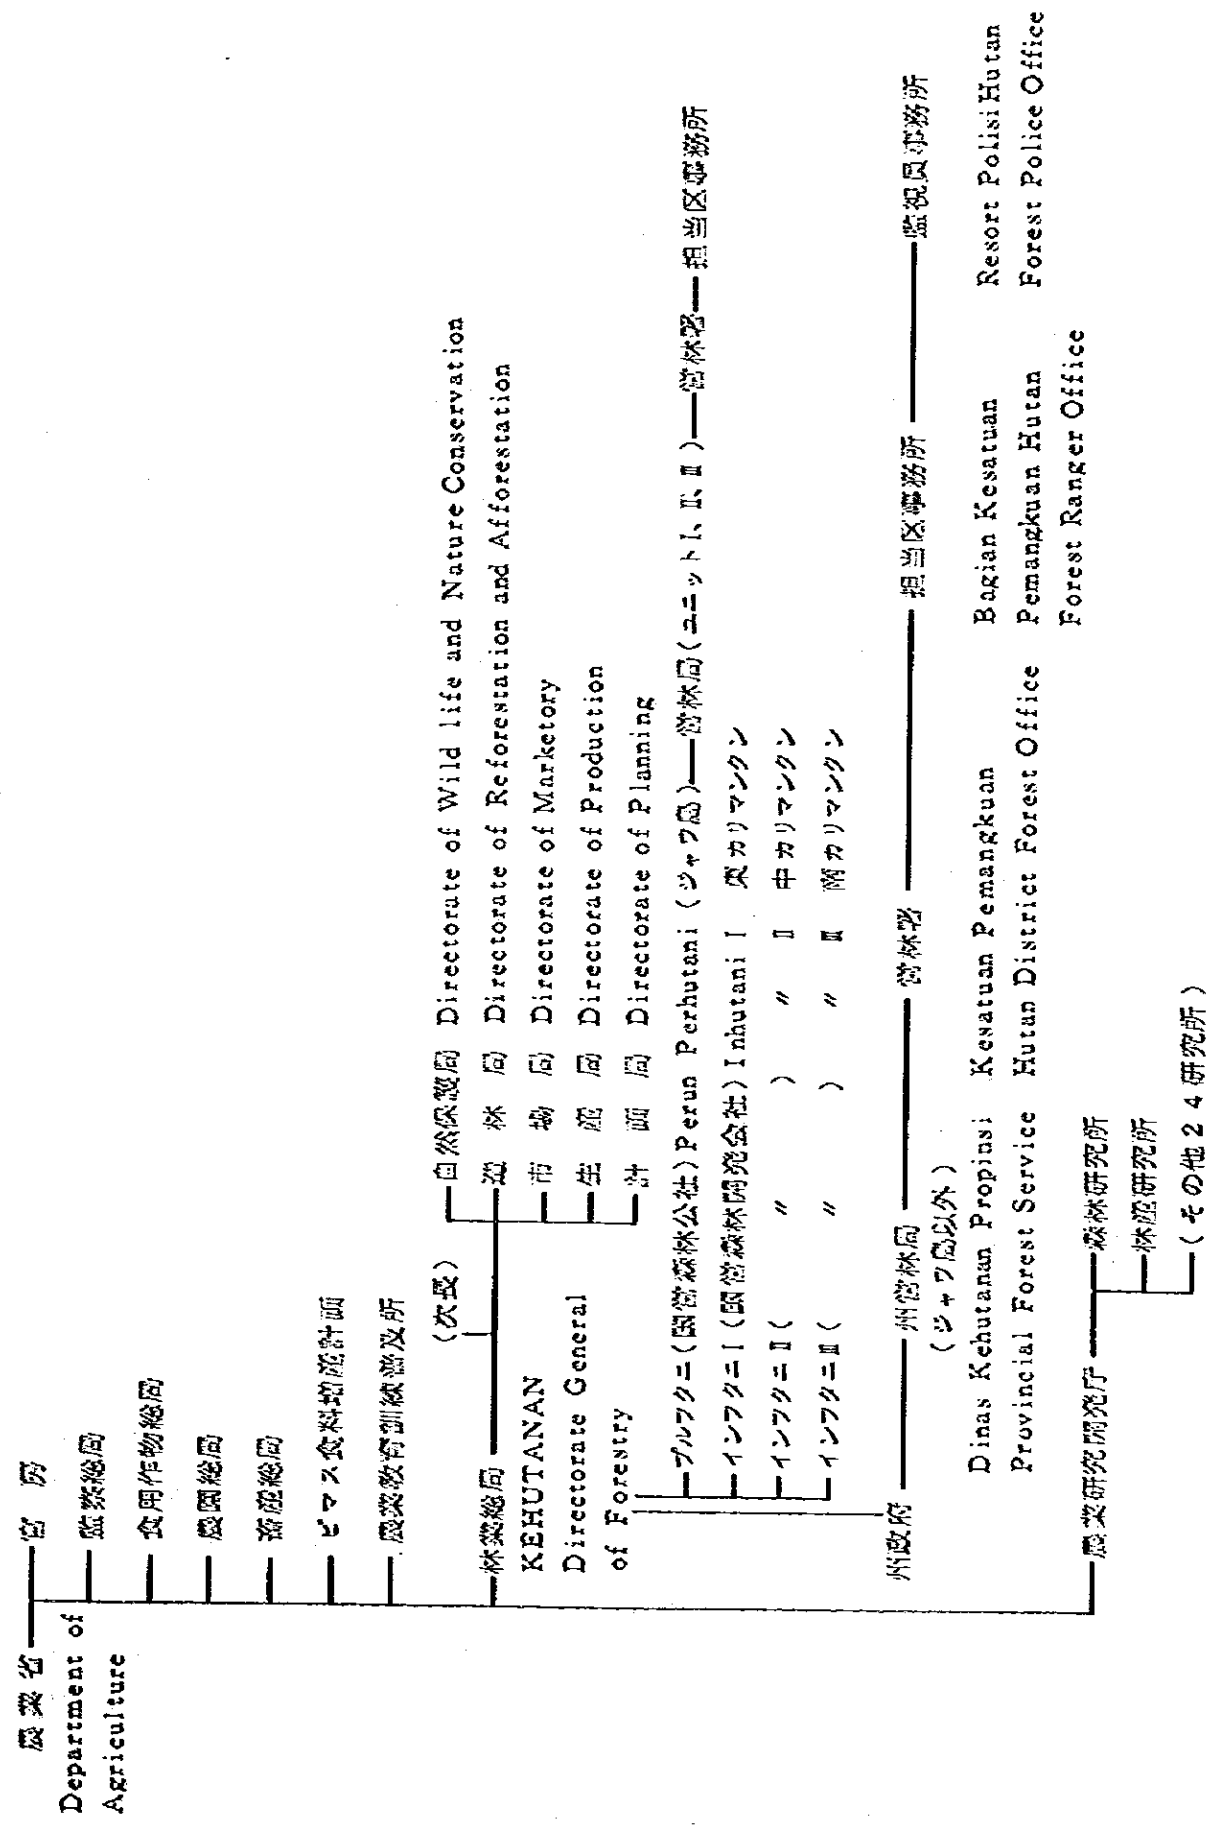 農業省
Department of
Agriculture
官房
監察総局
食用作物総局
農園総局
畜産総局
ビマス食料増産計画
農業教育訓練普及所
林業総局
KEHUTANAN
Directorate General
of Forestry
(次長)
自然保護局 Directorate of Wild life and Nature Conservation
造林局 Directorate of Reforestation and Afforestation
市場局 Directorate of Marketory
生産局 Directorate of Production
計画局 Directorate of Planning
プルフタニ(国営森林公社)Perun Perhutani (ジャワ島) 営林局(ユニットI、II、III) 営林署 担当区事務所
インフタニI(国営森林開発会社)Inhutani I 東カリマンタン
インフタニII( 〃 ) 〃 II 中カリマンタン
インフタニIII( 〃 ) 〃 III 南カリマンタン
州政府 州営林局 営林署 担当区事務所 監視員事務所
(ジャワ島以外)
Dinas Kehutanan Propinsi Kesatuan Pemangkuan Bagian Kesatuan Resort PolisiHutan
Provincial Forest Service Hutan District Forest Office Pemangkuan Hutan Forest Police Office
Forest Ranger Office
農業研究開発庁
森林研究所
林産研究所
(その他24研究所)